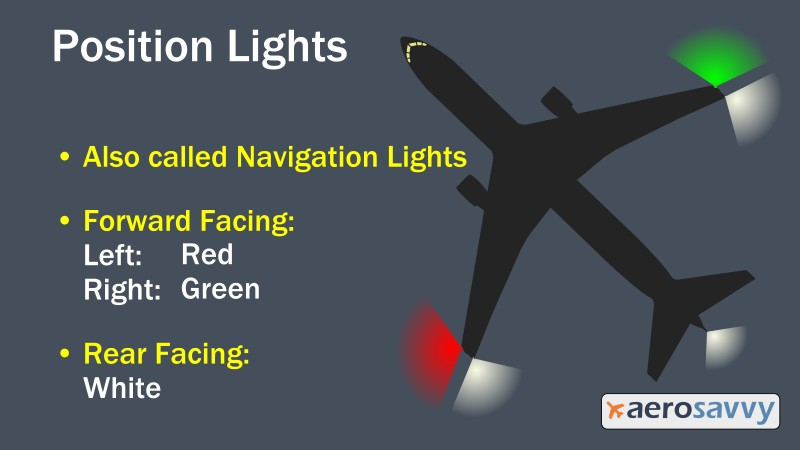 Position Lights
• Also called Navigation Lights
• Forward Facing:
Left: Red
Right: Green
• Rear Facing:
White
aerosavvy